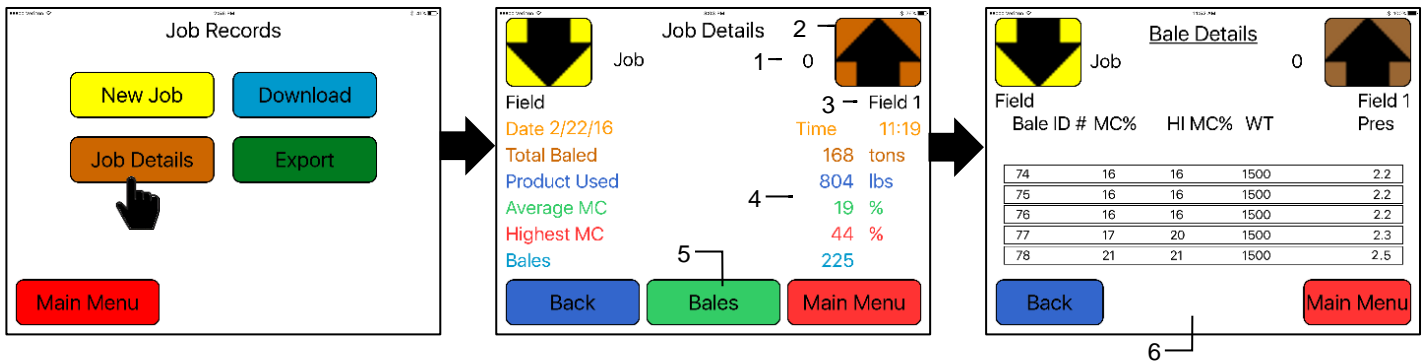 Job Records
New Job
Download
Job Details
Export
Main Menu
Job Details
2
Job
1
0
Field
3
Field 1
Date 2/22/16
Time
11:19
Total Baled
168 tons
Product Used
804 lbs
4
Average MC
19 %
Highest MC
44 %
Bales
225
5
Back
Bales
Main Menu
Bale Details
Job
0
Field
Field 1
Bale ID # MC% HI MC% WT Pres
74 16 16 1500 2.2
75 16 16 1500 2.2
76 16 16 1500 2.2
77 17 20 1500 2.3
78 21 21 1500 2.5
Back
Main Menu
6